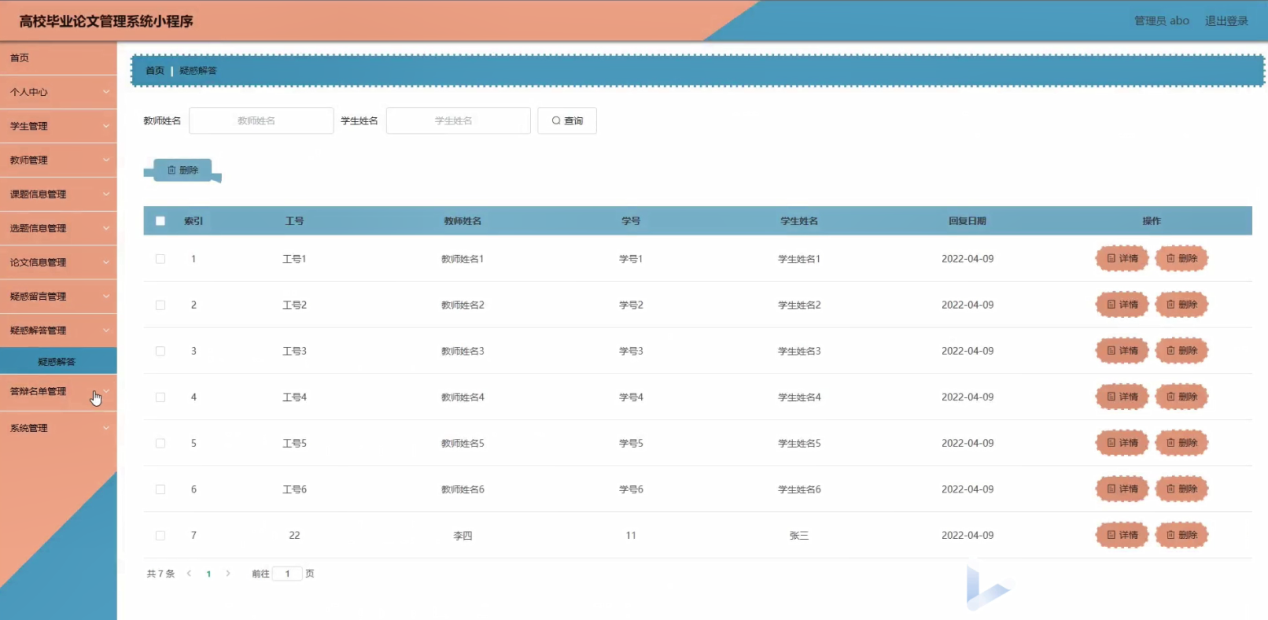 高校毕业论文管理系统小程序
管理员 abo 退出登录
首页
个人中心
学生管理
教师管理
课题信息管理
选题信息管理
论文信息管理
疑惑留言管理
疑惑解答管理
疑惑解答
答辩名单管理
系统管理
首页 | 疑惑解答
教师姓名 教师姓名 学生姓名 学生姓名 查询
删除
索引 工号 教师姓名 学号 学生姓名 回复日期 操作
1 工号1 教师姓名1 学号1 学生姓名1 2022-04-09 详情 删除
2 工号2 教师姓名2 学号2 学生姓名2 2022-04-09 详情 删除
3 工号3 教师姓名3 学号3 学生姓名3 2022-04-09 详情 删除
4 工号4 教师姓名4 学号4 学生姓名4 2022-04-09 详情 删除
5 工号5 教师姓名5 学号5 学生姓名5 2022-04-09 详情 删除
6 工号6 教师姓名6 学号6 学生姓名6 2022-04-09 详情 删除
7 22 李四 11 张三 2022-04-09 详情 删除
共 7 条 < 1 > 前往 1 页